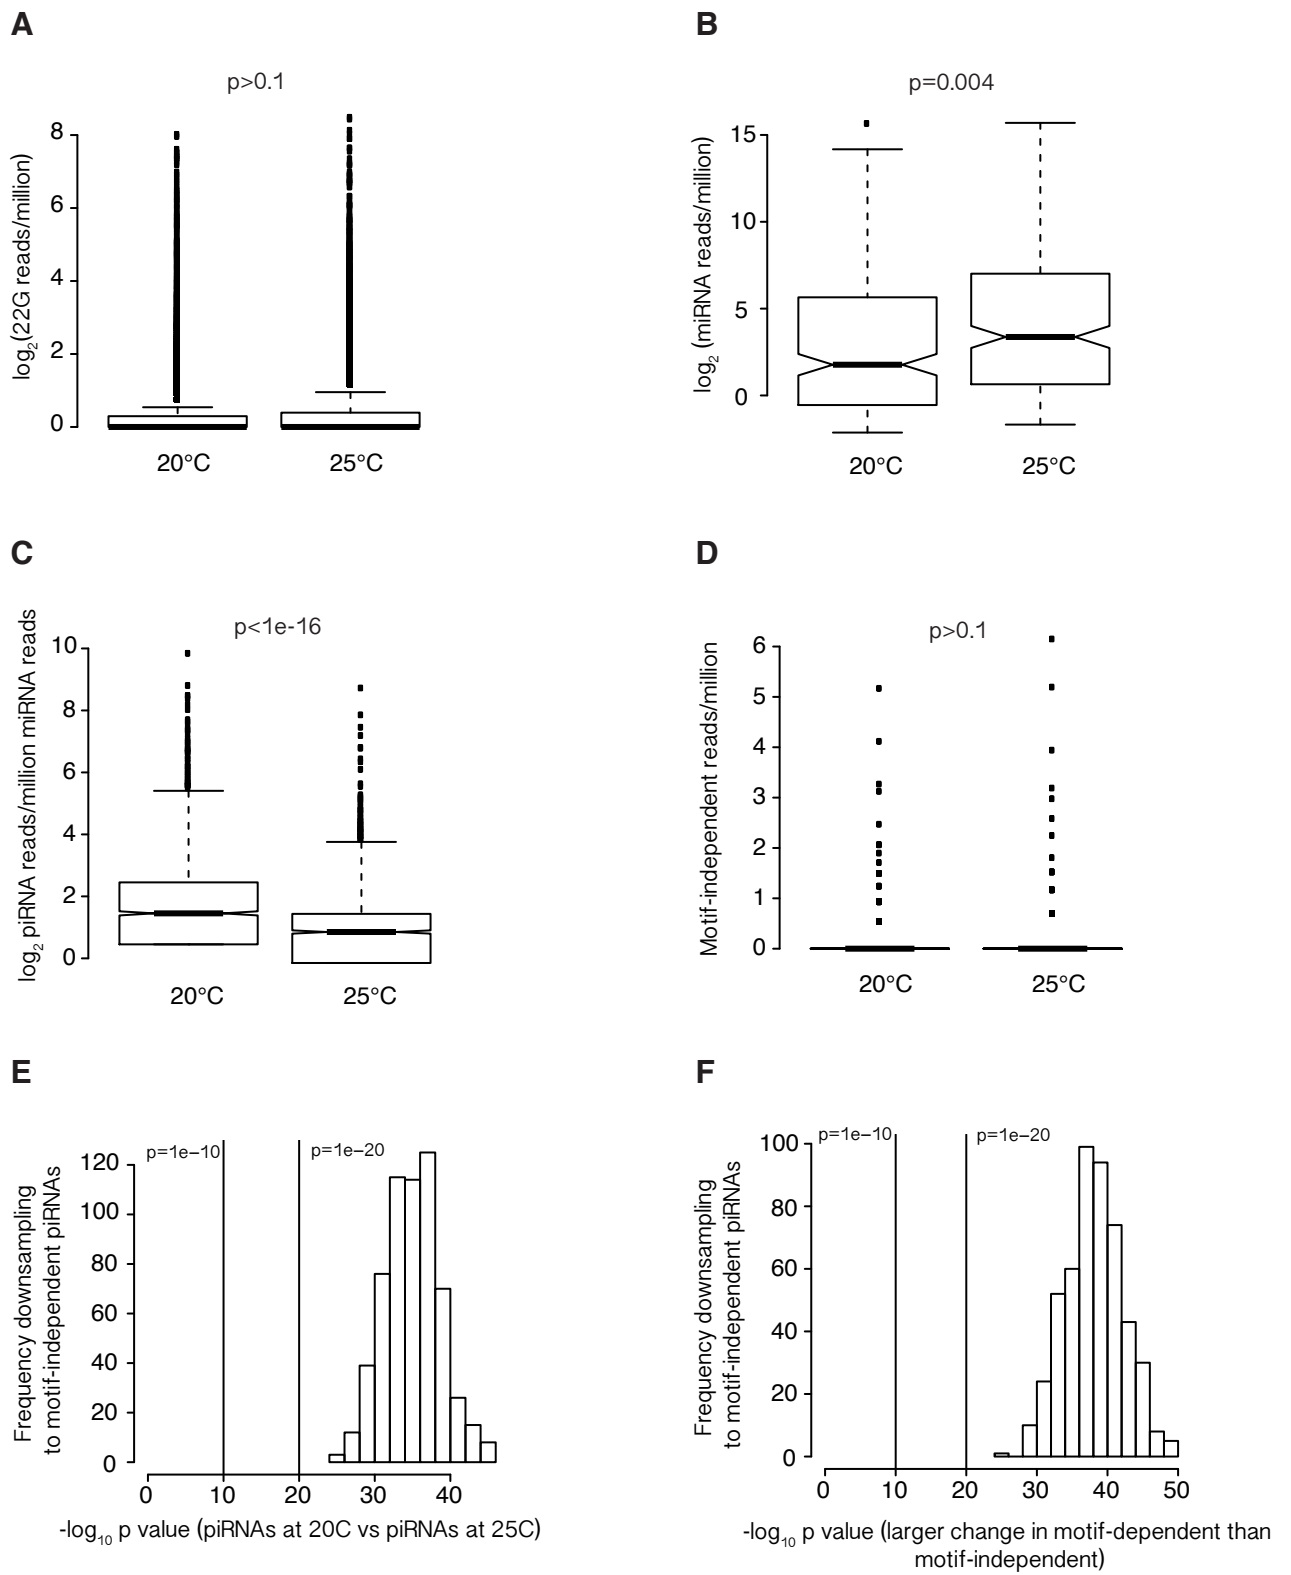 A
p>0.1
log2(22G reads/million)
8
6
4
2
0
20°C 25°C
B
p=0.004
log2 (miRNA reads/million)
15
10
5
0
20°C 25°C
C
p<1e-16
log2 piRNA reads/million miRNA reads
10
8
6
4
2
0
20°C 25°C
D
p>0.1
Motif-independent reads/million
6
5
4
3
2
1
0
20°C 25°C
E
p=1e–10 p=1e–20
Frequency downsampling
to motif-independent piRNAs
120
100
80
60
40
20
0
0 10 20 30 40
-log10 p value (piRNAs at 20C vs piRNAs at 25C)
F
p=1e–10 p=1e–20
Frequency downsampling
to motif-independent piRNAs
100
80
60
40
20
0
0 10 20 30 40 50
-log10 p value (larger change in motif-dependent than
motif-independent)